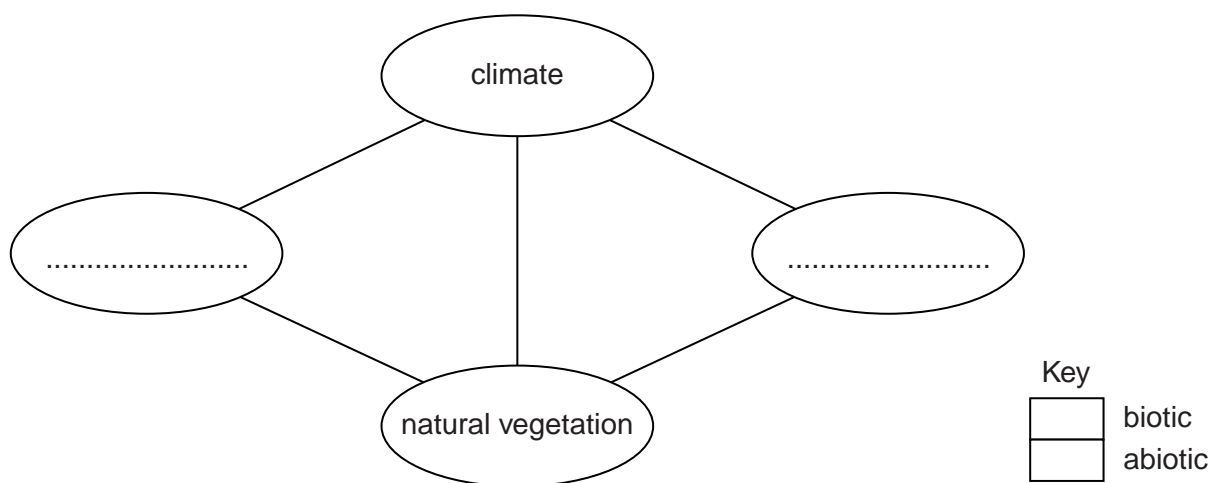 climate
.........................
.........................
natural vegetation
Key
biotic
abiotic